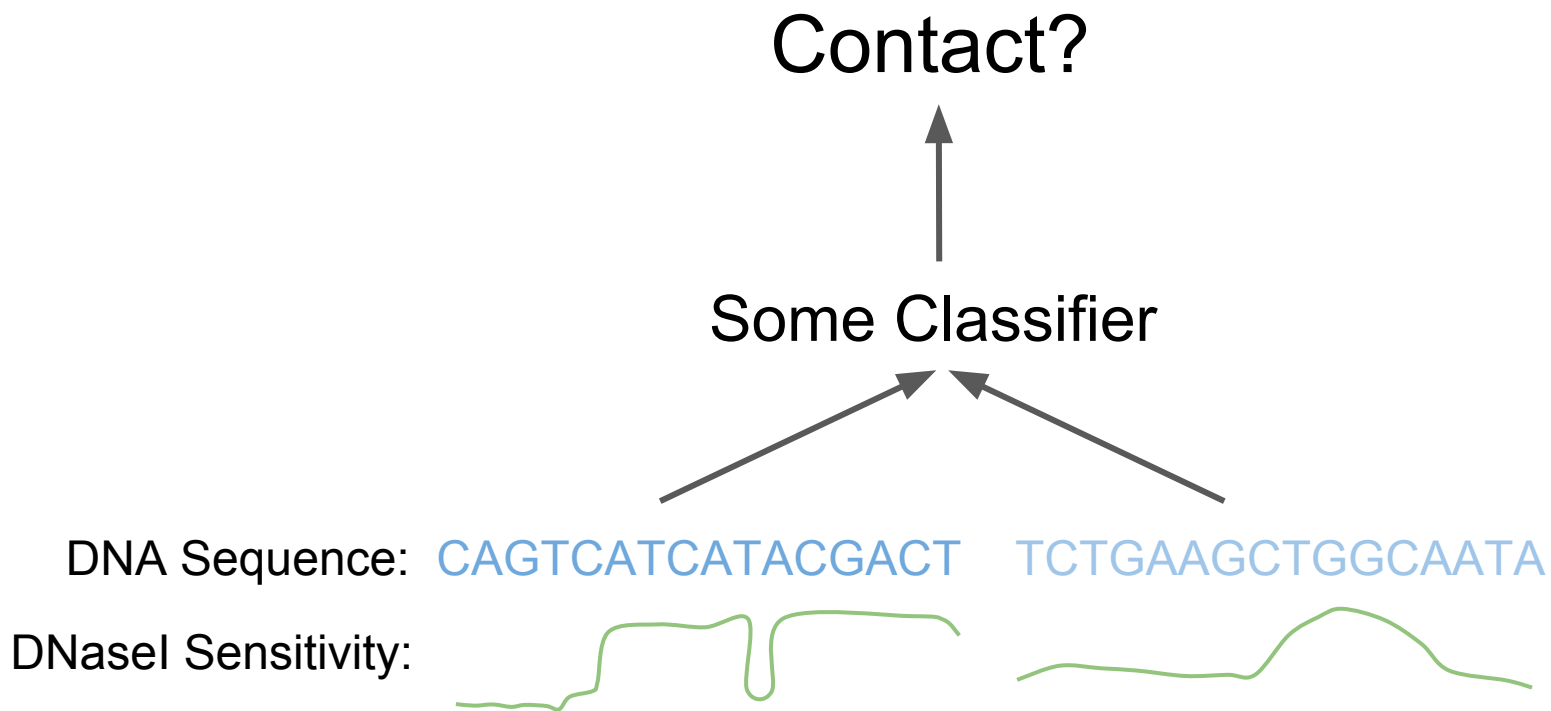 Contact?
Some Classifier
DNA Sequence: CAGTCATCATACGACT TCTGAAGCTGGCAATA
DNaseI Sensitivity: